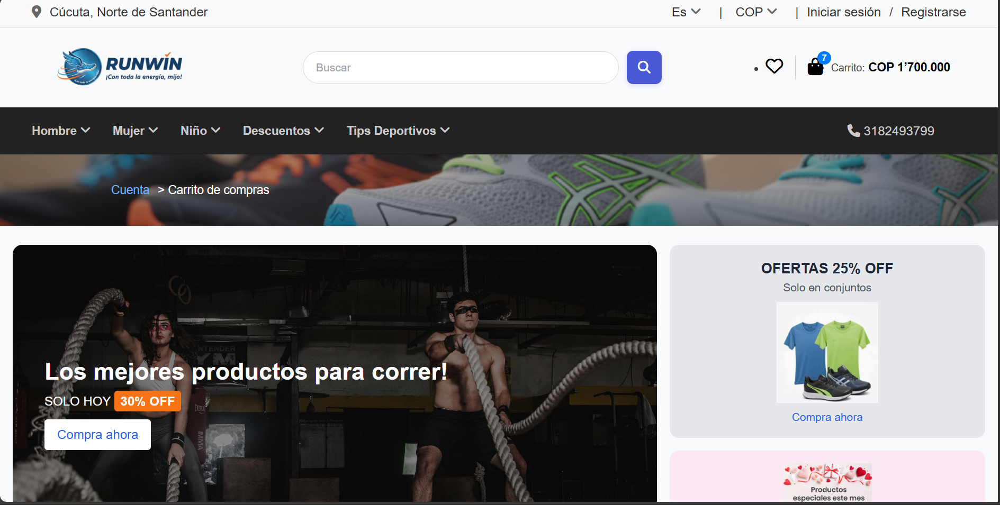 Cúcuta, Norte de Santander
Es | COP | Iniciar sesión / Registrarse
RUNWIN
¡Con toda la energía, mijo!
Buscar
7
Carrito: COP 1’700.000
Hombre Mujer Niño Descuentos Tips Deportivos
3182493799
Cuenta > Carrito de compras
Los mejores productos para correr!
SOLO HOY 30% OFF
Compra ahora
OFERTAS 25% OFF
Solo en conjuntos
Compra ahora
Productos
especiales este mes